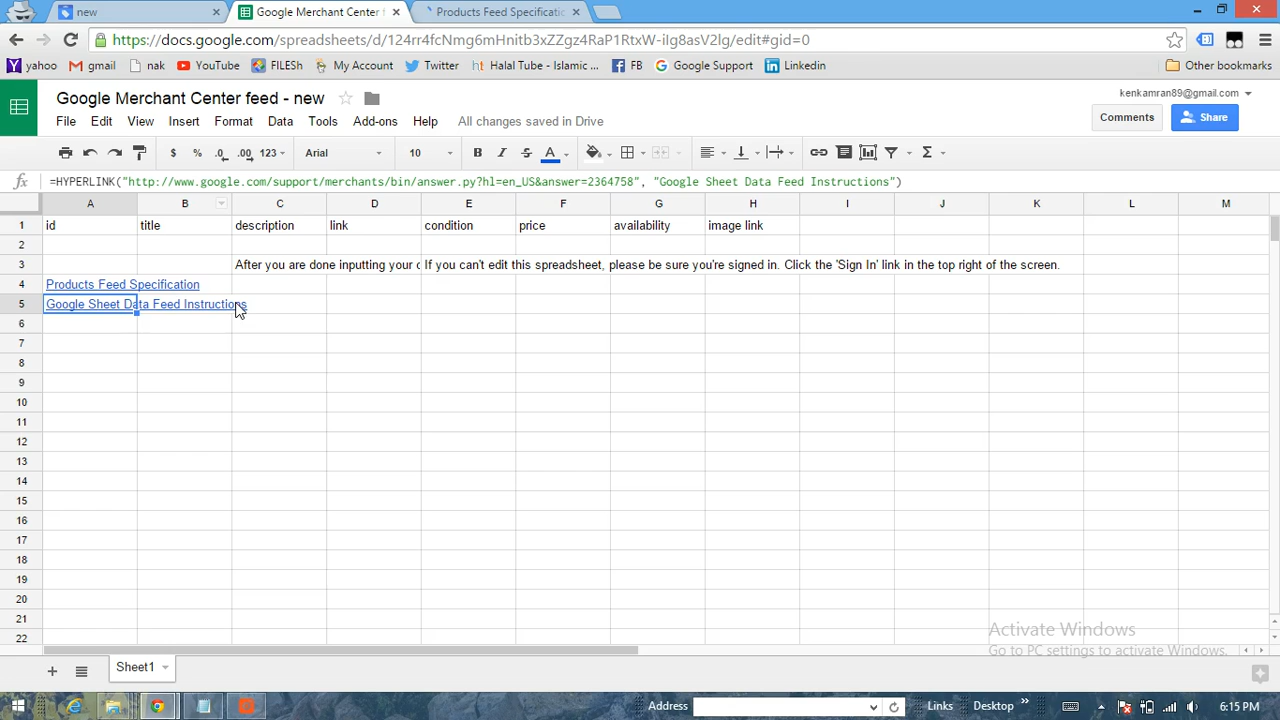 new
Google Merchant Center f
Products Feed Specificatio
https://docs.google.com/spreadsheets/d/124rr4fcNmg6mHnitb3xZZgz4RaP1RtxW-iIg8asV2Ig/edit#gid=0
yahoo gmail nak YouTube FILESh My Account Twitter Halal Tube - Islamic ... FB Google Support Linkedin Other bookmarks
Google Merchant Center feed - new
kenkamran89@gmail.com
File Edit View Insert Format Data Tools Add-ons Help All changes saved in Drive
Comments Share
$ % .0 .00 123 Arial 10 B I S A Σ
fx =HYPERLINK("http://www.google.com/support/merchants/bin/answer.py?hl=en_US&answer=2364758", "Google Sheet Data Feed Instructions")
A B C D E F G H I J K L M
1 id title description link condition price availability image link
2
3 After you are done inputting your c If you can't edit this spreadsheet, please be sure you're signed in. Click the 'Sign In' link in the top right of the screen.
4 Products Feed Specification
5 Google Sheet Data Feed Instructions
6
7
8
9
10
11
12
13
14
15
16
17
18
19
20
21
22
Activate Windows
Go to PC settings to activate Windows.
Sheet1
Address Links Desktop 6:15 PM